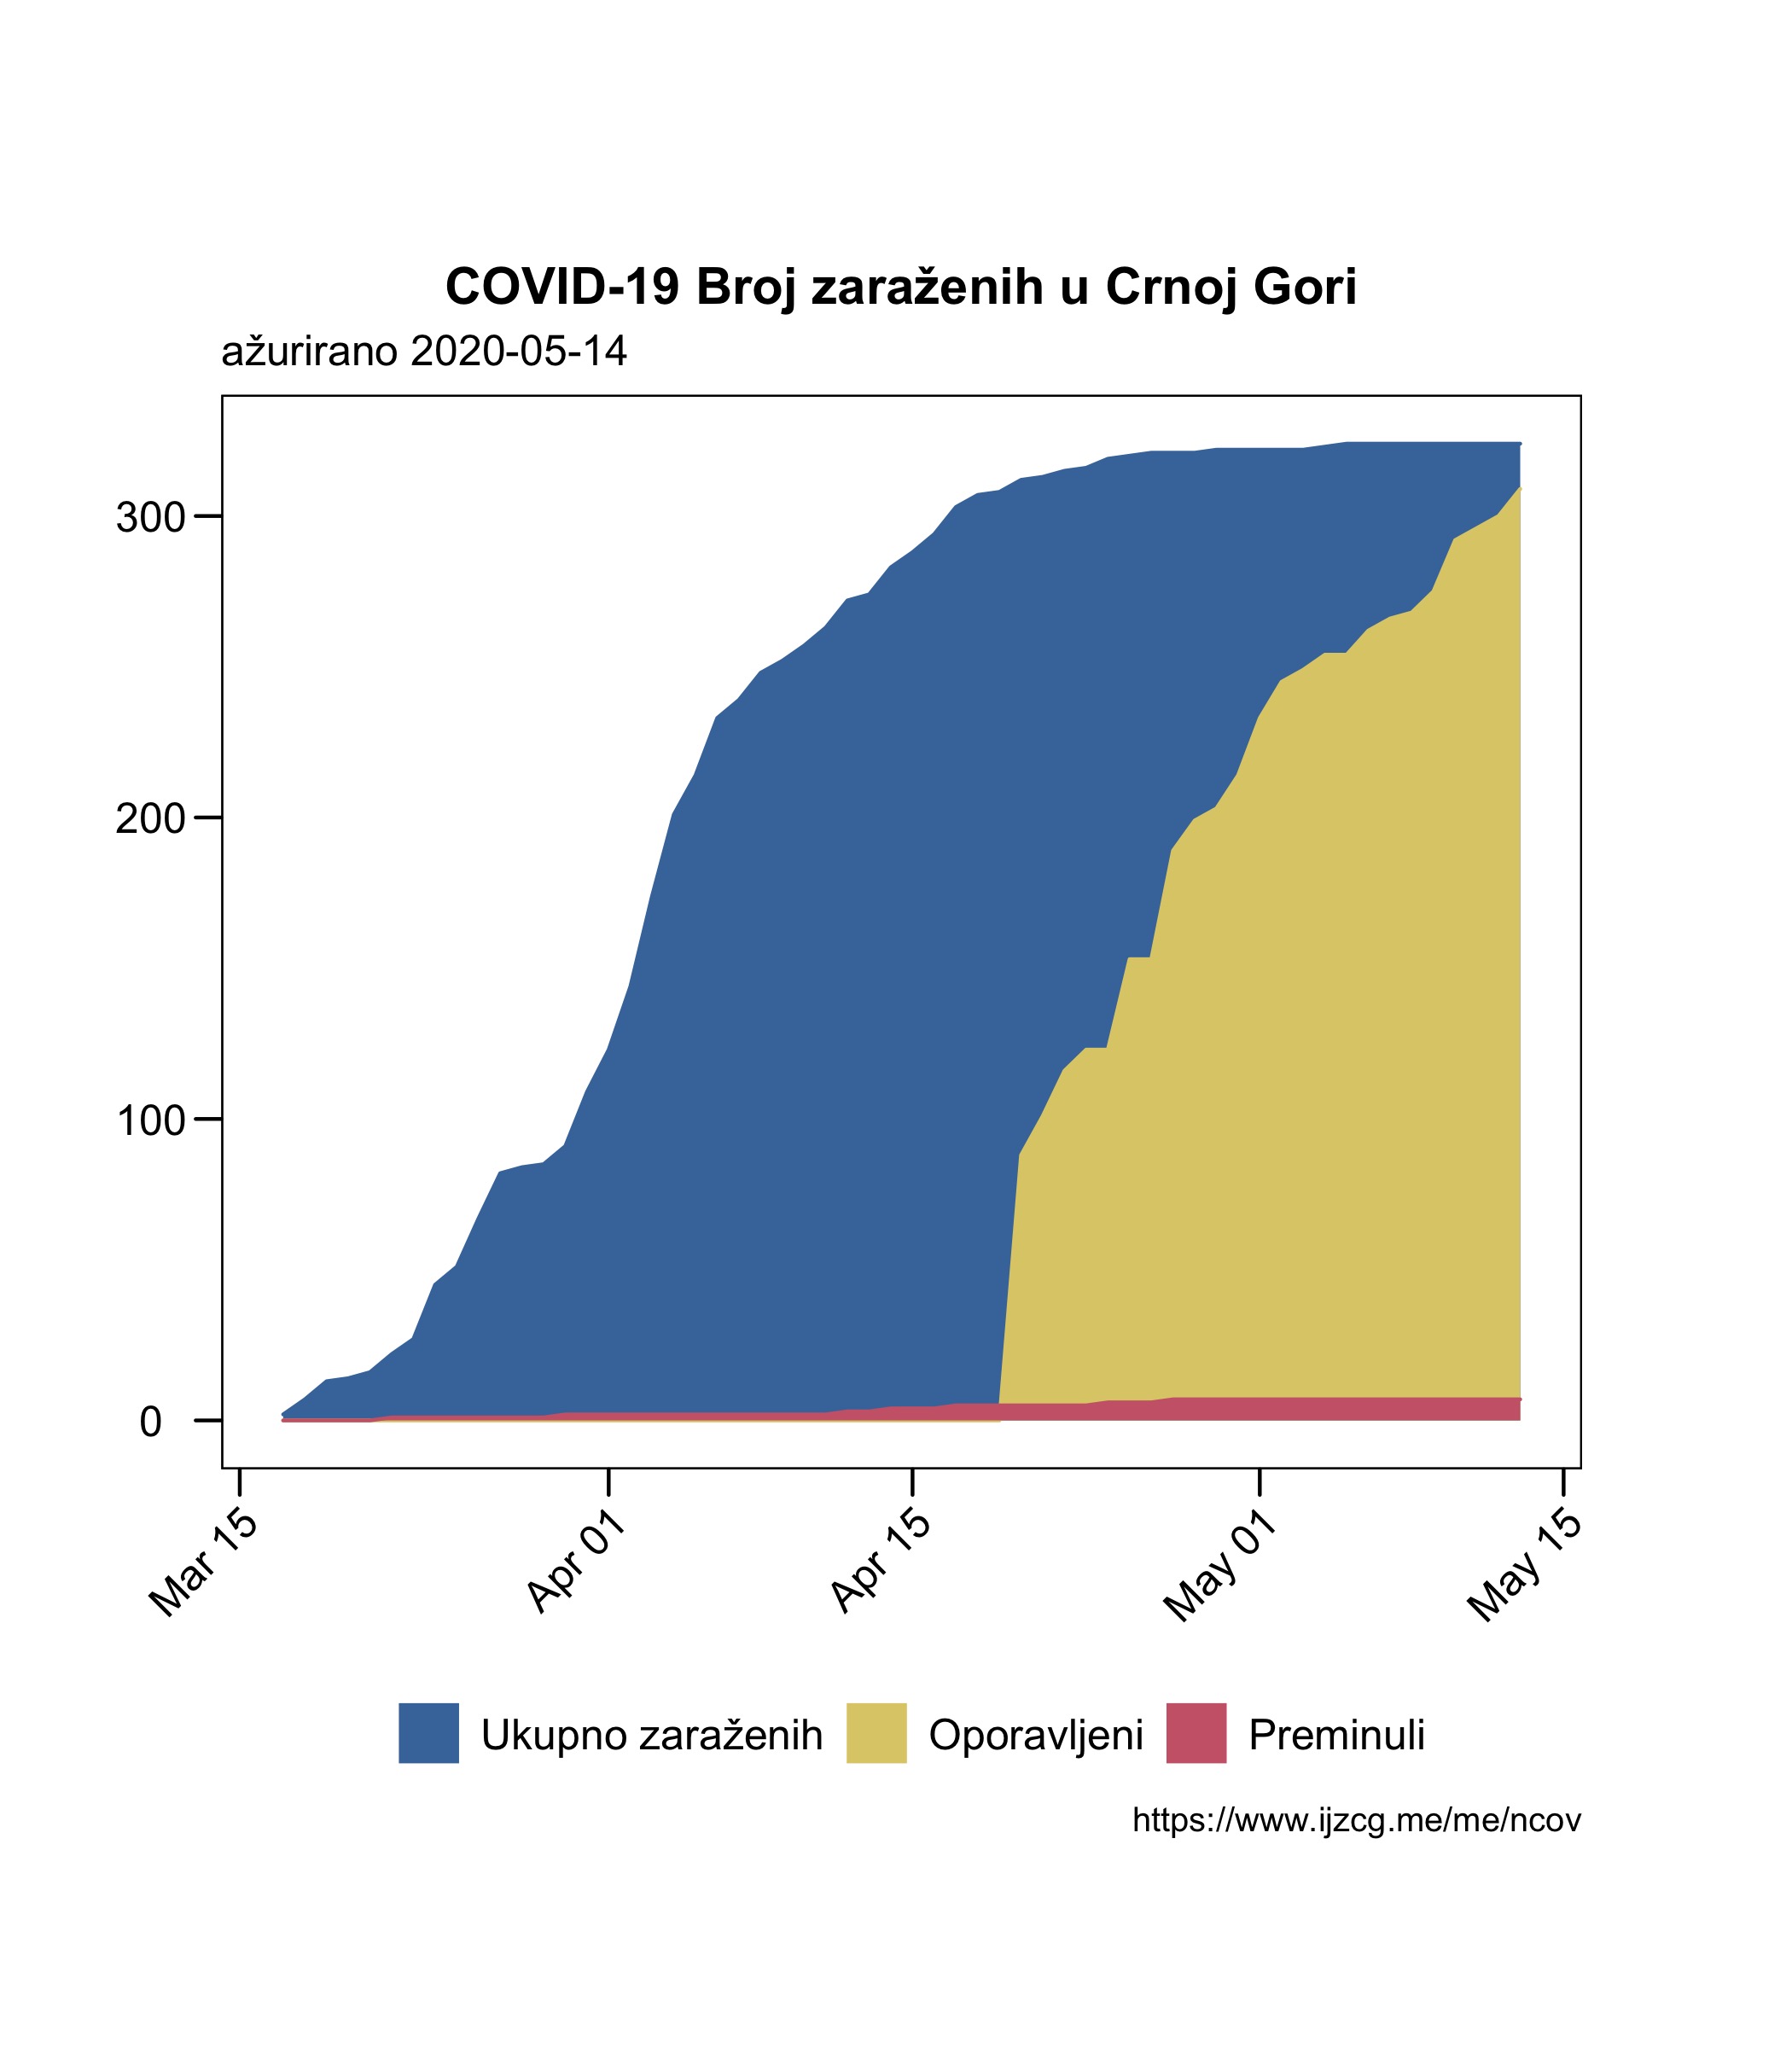 COVID-19 Broj zaraženih u Crnoj Gori
ažurirano 2020-05-14
300
200
100
0
Mar 15
Apr 01
Apr 15
May 01
May 15
Ukupno zaraženih
Oporavljeni
Preminuli
https://www.ijzcg.me/me/ncov